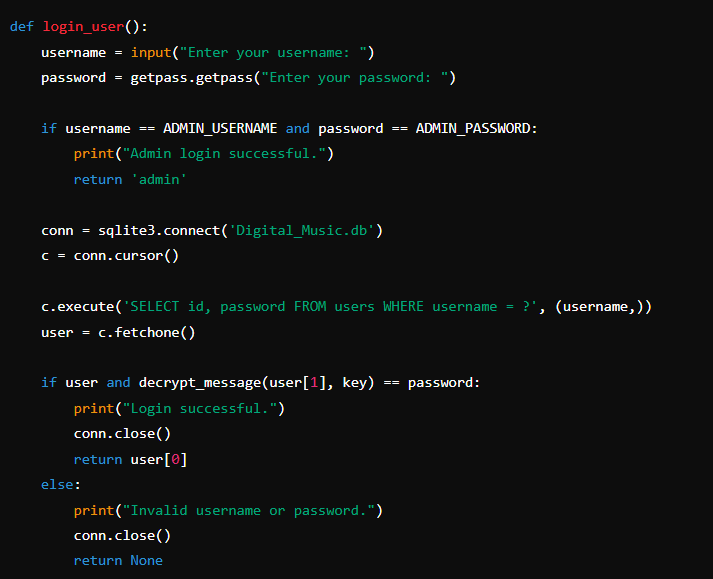 def login_user():
    username = input("Enter your username: ")
    password = getpass.getpass("Enter your password: ")
    if username == ADMIN_USERNAME and password == ADMIN_PASSWORD:
        print("Admin login successful.")
        return 'admin'
    conn = sqlite3.connect('Digital_Music.db')
    c = conn.cursor()
    c.execute('SELECT id, password FROM users WHERE username = ?', (username,))
    user = c.fetchone()
    if user and decrypt_message(user[1], key) == password:
        print("Login successful.")
        conn.close()
        return user[0]
    else:
        print("Invalid username or password.")
        conn.close()
        return None